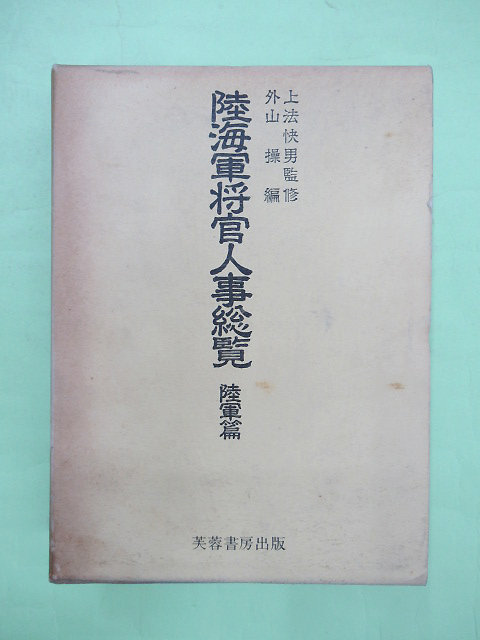 上法快男監修
外山操編
陸海軍将官人事総覧
陸軍篇
芙蓉書房出版